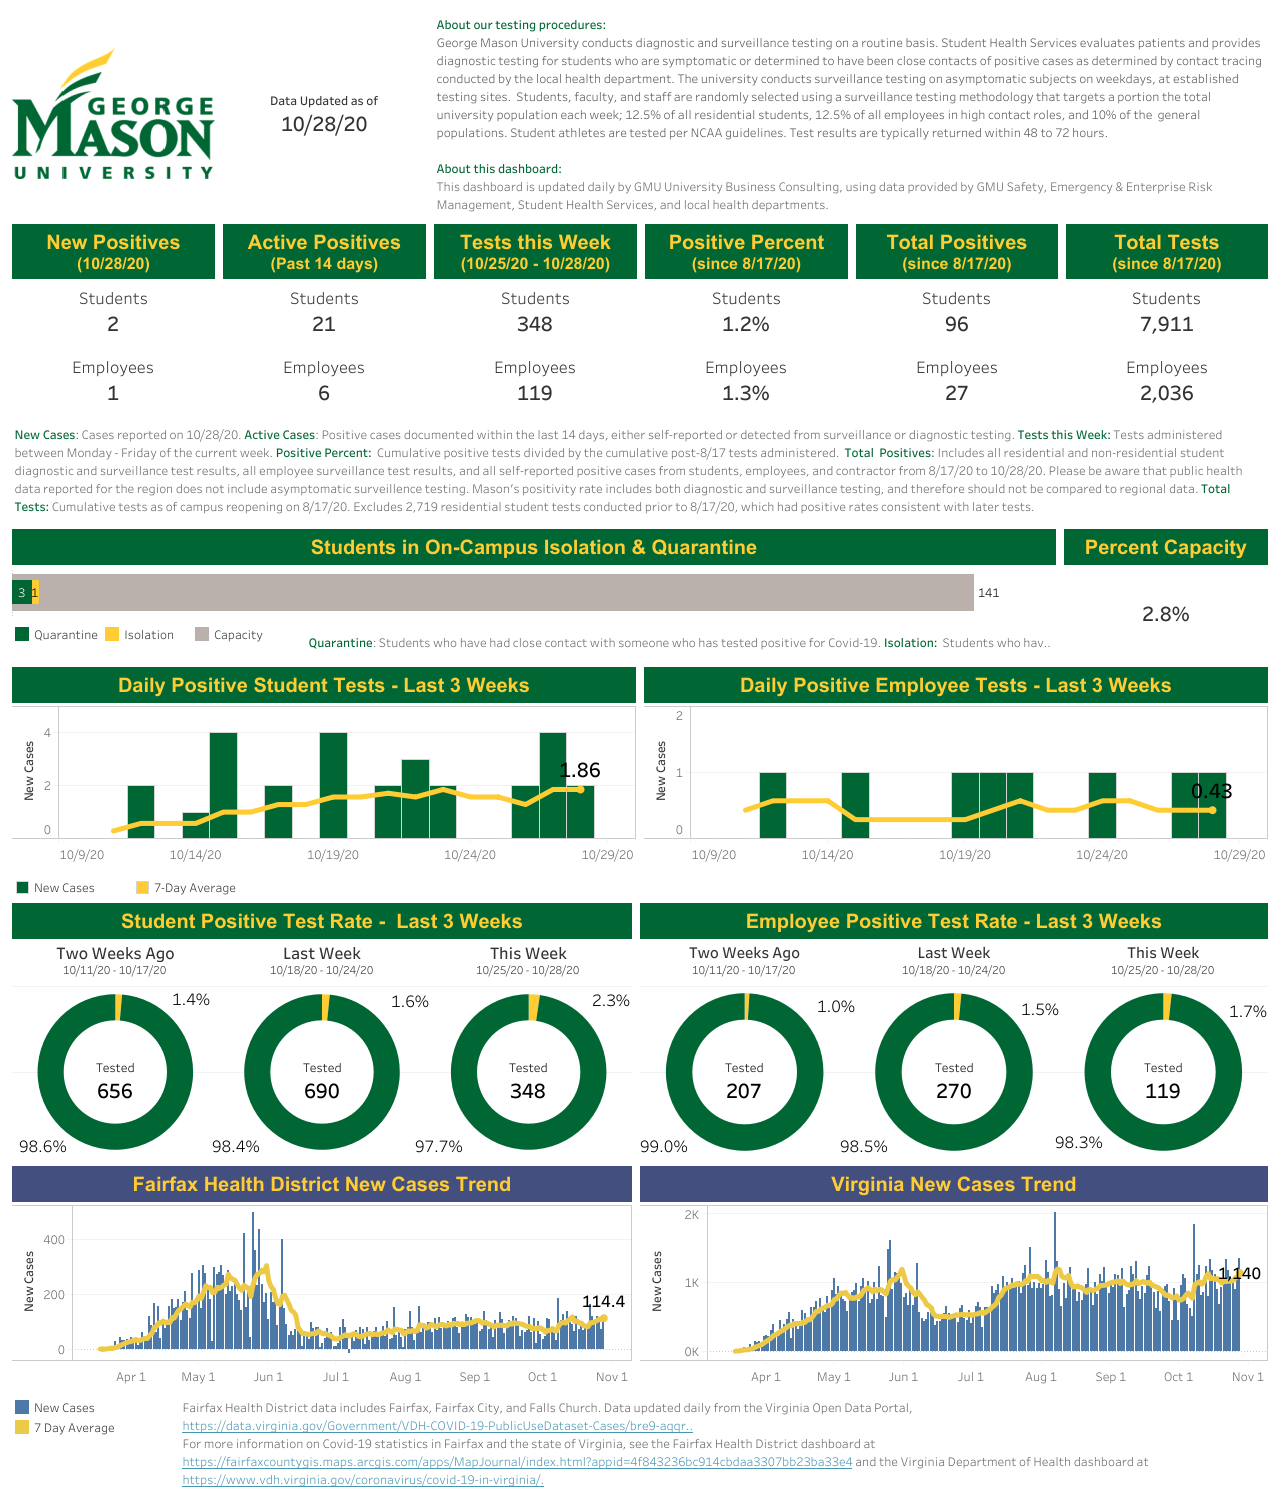 GEORGE
MASON
UNIVERSITY
Data Updated as of
10/28/20
About our testing procedures:
George Mason University conducts diagnostic and surveillance testing on a routine basis. Student Health Services evaluates patients and provides
diagnostic testing for students who are symptomatic or determined to have been close contacts of positive cases as determined by contact tracing
conducted by the local health department. The university conducts surveillance testing on asymptomatic subjects on weekdays, at established
testing sites.  Students, faculty, and staff are randomly selected using a surveillance testing methodology that targets a portion the total
university population each week; 12.5% of all residential students, 12.5% of all employees in high contact roles, and 10% of the  general
populations. Student athletes are tested per NCAA guidelines. Test results are typically returned within 48 to 72 hours.
About this dashboard:
This dashboard is updated daily by GMU University Business Consulting, using data provided by GMU Safety, Emergency & Enterprise Risk
Management, Student Health Services, and local health departments.
New Positives Active Positives Tests this Week Positive Percent Total Positives Total Tests
(10/28/20) (Past 14 days) (10/25/20 - 10/28/20) (since 8/17/20) (since 8/17/20) (since 8/17/20)
Students Students Students Students Students Students
2 21 348 1.2% 96 7,911
Employees Employees Employees Employees Employees Employees
1 6 119 1.3% 27 2,036
New Cases: Cases reported on 10/28/20. Active Cases: Positive cases documented within the last 14 days, either self-reported or detected from surveillance or diagnostic testing. Tests this Week: Tests administered
between Monday - Friday of the current week. Positive Percent:  Cumulative positive tests divided by the cumulative post-8/17 tests administered.  Total  Positives: Includes all residential and non-residential student
diagnostic and surveillance test results, all employee surveillance test results, and all self-reported positive cases from students, employees, and contractor from 8/17/20 to 10/28/20. Please be aware that public health
data reported for the region does not include asymptomatic surveillence testing. Mason's positivity rate includes both diagnostic and surveillance testing, and therefore should not be compared to regional data. Total
Tests: Cumulative tests as of campus reopening on 8/17/20. Excludes 2,719 residential student tests conducted prior to 8/17/20, which had positive rates consistent with later tests.
Students in On-Campus Isolation & Quarantine Percent Capacity
3 1 141
2.8%
Quarantine Isolation Capacity
Quarantine: Students who have had close contact with someone who has tested positive for Covid-19. Isolation:  Students who hav..
Daily Positive Student Tests - Last 3 Weeks Daily Positive Employee Tests - Last 3 Weeks
New Cases
4
2
0
1.86
10/9/20 10/14/20 10/19/20 10/24/20 10/29/20
New Cases
2
1
0
0.43
10/9/20 10/14/20 10/19/20 10/24/20 10/29/20
New Cases 7-Day Average
Student Positive Test Rate -  Last 3 Weeks Employee Positive Test Rate - Last 3 Weeks
Two Weeks Ago Last Week This Week Two Weeks Ago Last Week This Week
10/11/20 - 10/17/20 10/18/20 - 10/24/20 10/25/20 - 10/28/20 10/11/20 - 10/17/20 10/18/20 - 10/24/20 10/25/20 - 10/28/20
1.4% 1.6% 2.3% 1.0% 1.5% 1.7%
Tested Tested Tested Tested Tested Tested
656 690 348 207 270 119
98.6% 98.4% 97.7% 99.0% 98.5% 98.3%
Fairfax Health District New Cases Trend Virginia New Cases Trend
New Cases
400
200
0
114.4
Apr 1 May 1 Jun 1 Jul 1 Aug 1 Sep 1 Oct 1 Nov 1
New Cases
2K
1K
0K
1,140
Apr 1 May 1 Jun 1 Jul 1 Aug 1 Sep 1 Oct 1 Nov 1
New Cases
7 Day Average
Fairfax Health District data includes Fairfax, Fairfax City, and Falls Church. Data updated daily from the Virginia Open Data Portal,
https://data.virginia.gov/Government/VDH-COVID-19-PublicUseDataset-Cases/bre9-aqqr..
For more information on Covid-19 statistics in Fairfax and the state of Virginia, see the Fairfax Health District dashboard at
https://fairfaxcountygis.maps.arcgis.com/apps/MapJournal/index.html?appid=4f843236bc914cbdaa3307bb23ba33e4 and the Virginia Department of Health dashboard at
https://www.vdh.virginia.gov/coronavirus/covid-19-in-virginia/.